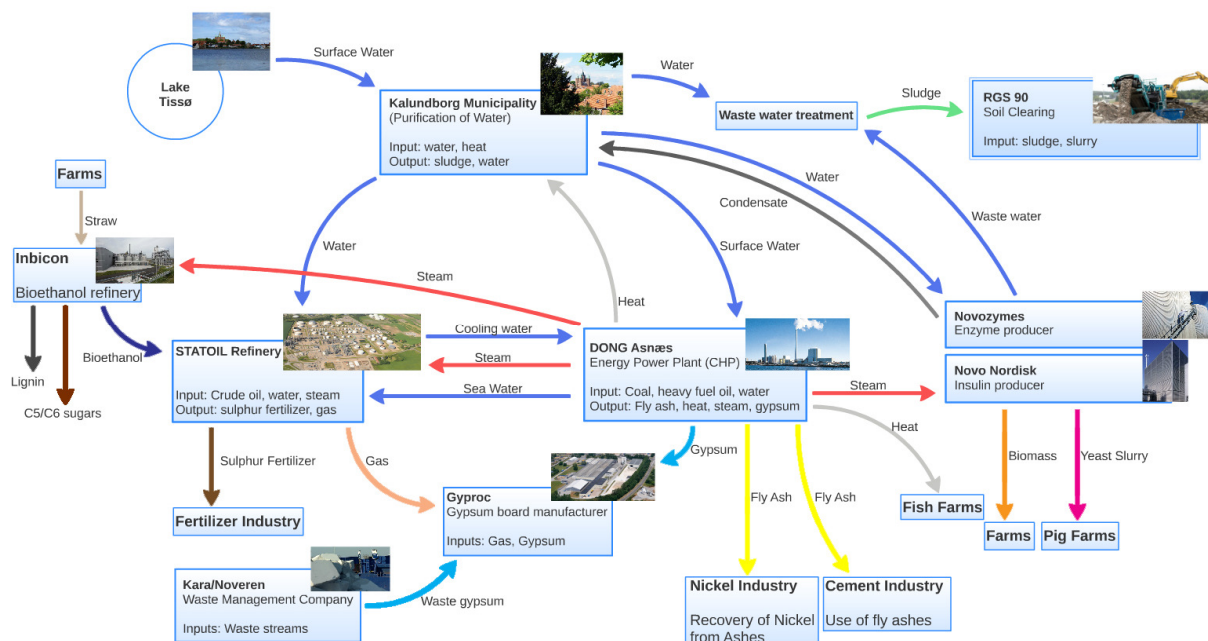 Surface Water
Lake
Tissø
Kalundborg Municipality
(Purification of Water)
Input: water, heat
Output: sludge, water
Water
Waste water treatment
Sludge
RGS 90
Soil Clearing
Imput: sludge, slurry
Farms
Straw
Water
Condensate
Water
Surface Water
Waste water
Inbicon
Bioethanol refinery
Steam
Heat
Bioethanol
Lignin
C5/C6 sugars
STATOIL Refinery
Input: Crude oil, water, steam
Output: sulphur fertilizer, gas
Cooling water
Steam
Sea Water
DONG Asnæs
Energy Power Plant (CHP)
Input: Coal, heavy fuel oil, water
Output: Fly ash, heat, steam, gypsum
Novozymes
Enzyme producer
Novo Nordisk
Insulin producer
Steam
Heat
Sulphur Fertilizer
Gas
Gypsum
Biomass
Yeast Slurry
Fly Ash
Fly Ash
Fertilizer Industry
Gyproc
Gypsum board manufacturer
Inputs: Gas, Gypsum
Fish Farms
Farms
Pig Farms
Kara/Noveren
Waste Management Company
Inputs: Waste streams
Waste gypsum
Nickel Industry
Recovery of Nickel
from Ashes
Cement Industry
Use of fly ashes